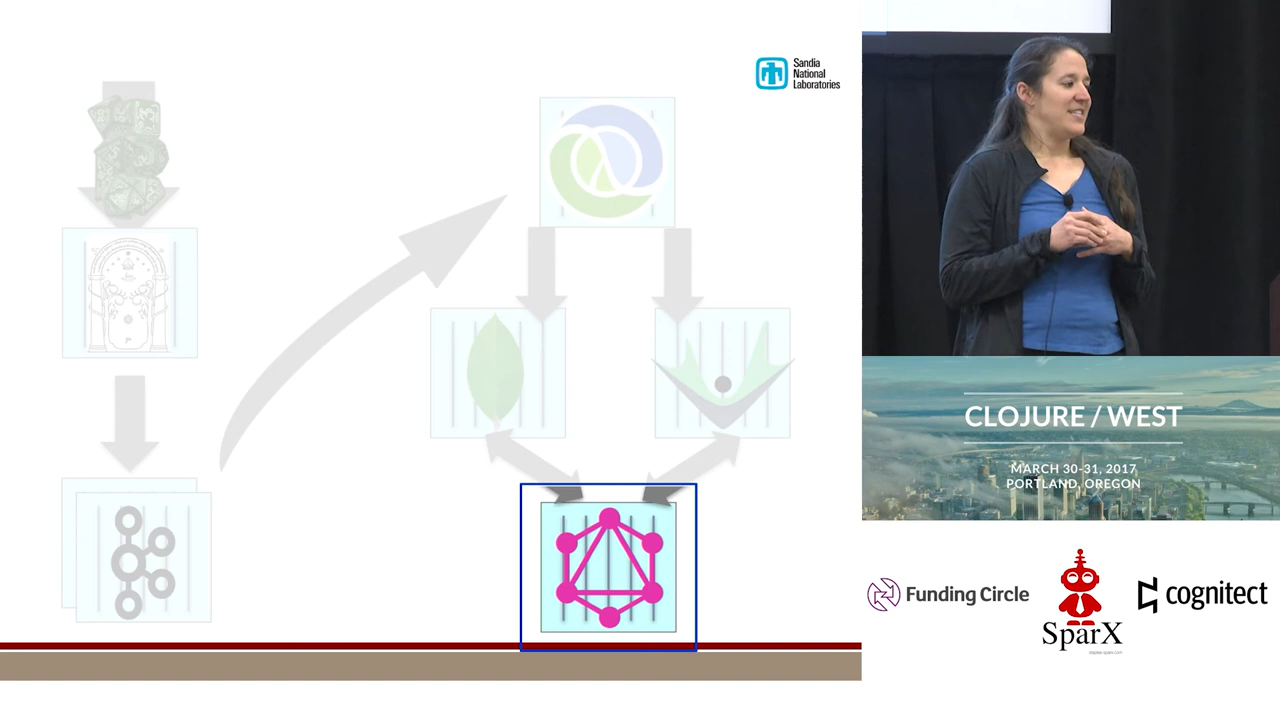 Sandia
National
Laboratories
CLOJURE / WEST
MARCH 30-31, 2017
PORTLAND, OREGON
Funding Circle
SparX
cognitect